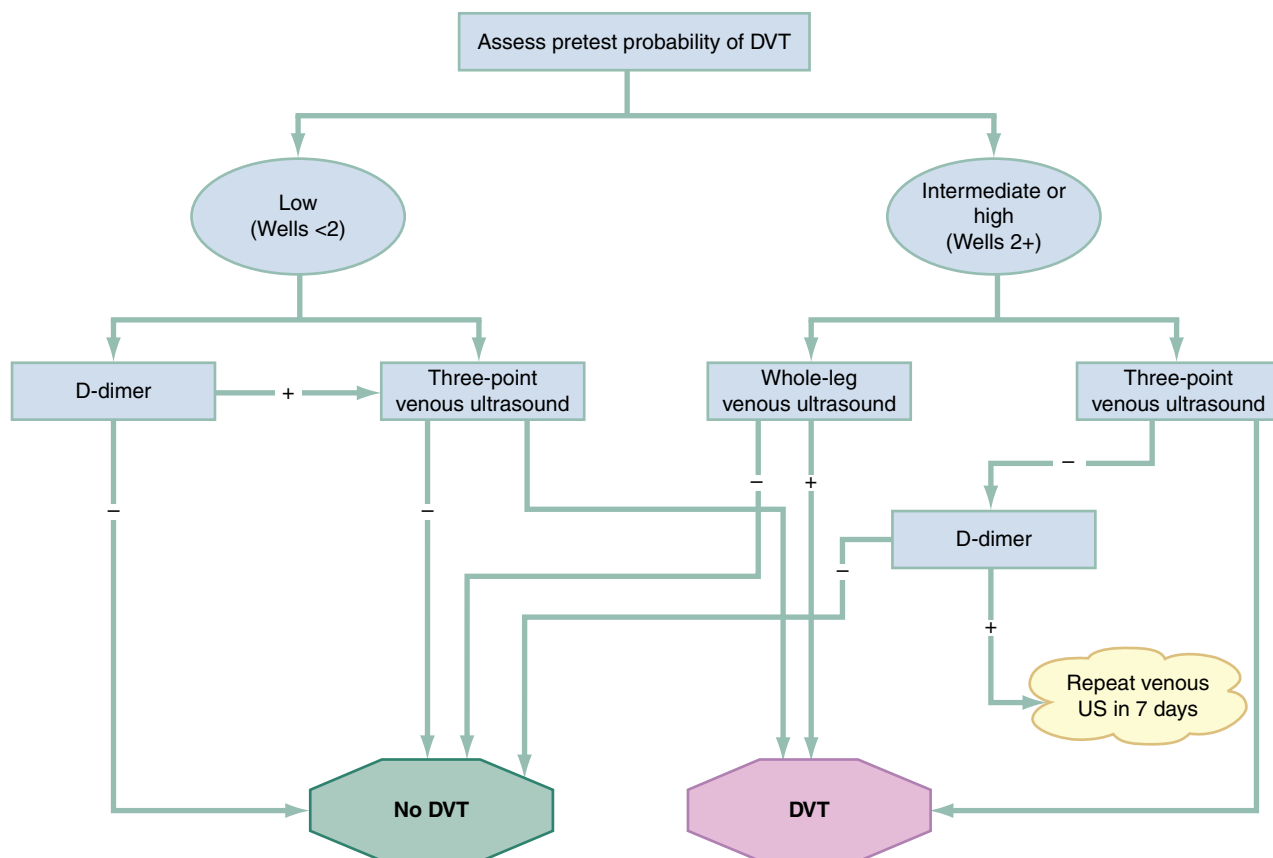 Assess pretest probability of DVT
Low
(Wells <2)
Intermediate or
high
(Wells 2+)
D-dimer
+
Three-point
venous ultrasound
Whole-leg
venous ultrasound
Three-point
venous ultrasound
–
–
–
+
–
D-dimer
–
+
Repeat venous
US in 7 days
No DVT
DVT